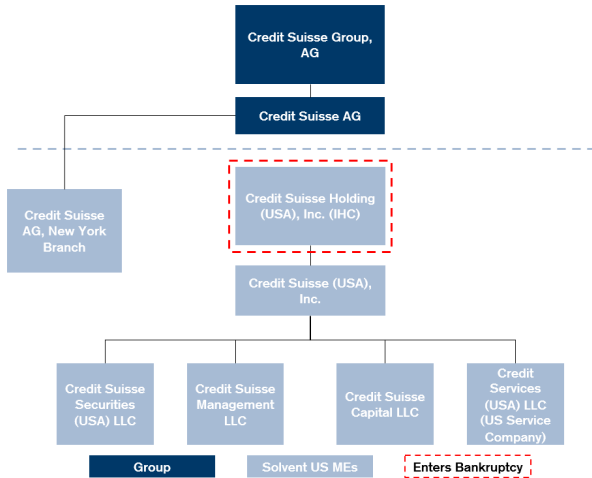 Credit Suisse Group,
AG
Credit Suisse AG
Credit Suisse
AG, New York
Branch
Credit Suisse Holding
(USA), Inc. (IHC)
Credit Suisse (USA),
Inc.
Credit Suisse
Securities
(USA) LLC
Credit Suisse
Management
LLC
Credit Suisse
Capital LLC
Credit
Services
(USA) LLC
(US Service
Company)
Group
Solvent US MEs
Enters Bankruptcy